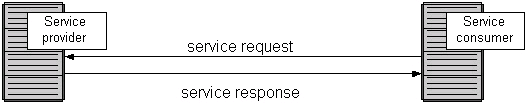 Service
provider
Service
consumer
service request
service response